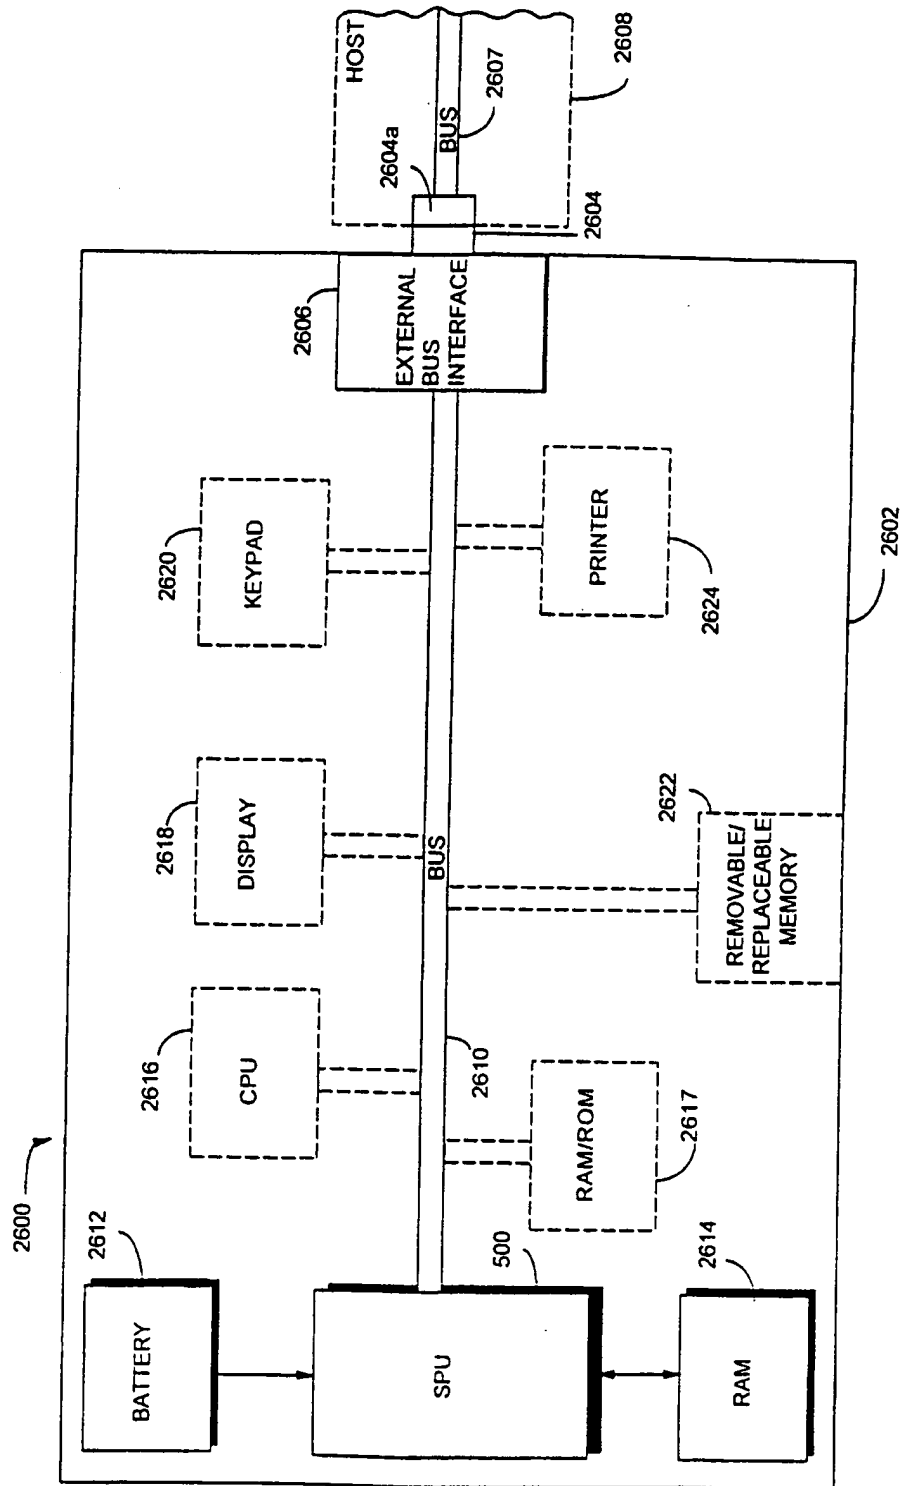 2600
BATTERY
2612
SPU
500
RAM
2614
CPU
2616
RAM/ROM
2617
2610
BUS
DISPLAY
2618
REMOVABLE/
REPLACEABLE
MEMORY
2622
KEYPAD
2620
PRINTER
2624
2602
EXTERNAL
BUS
INTERFACE
2606
2604
2604a
HOST
BUS
2607
2608